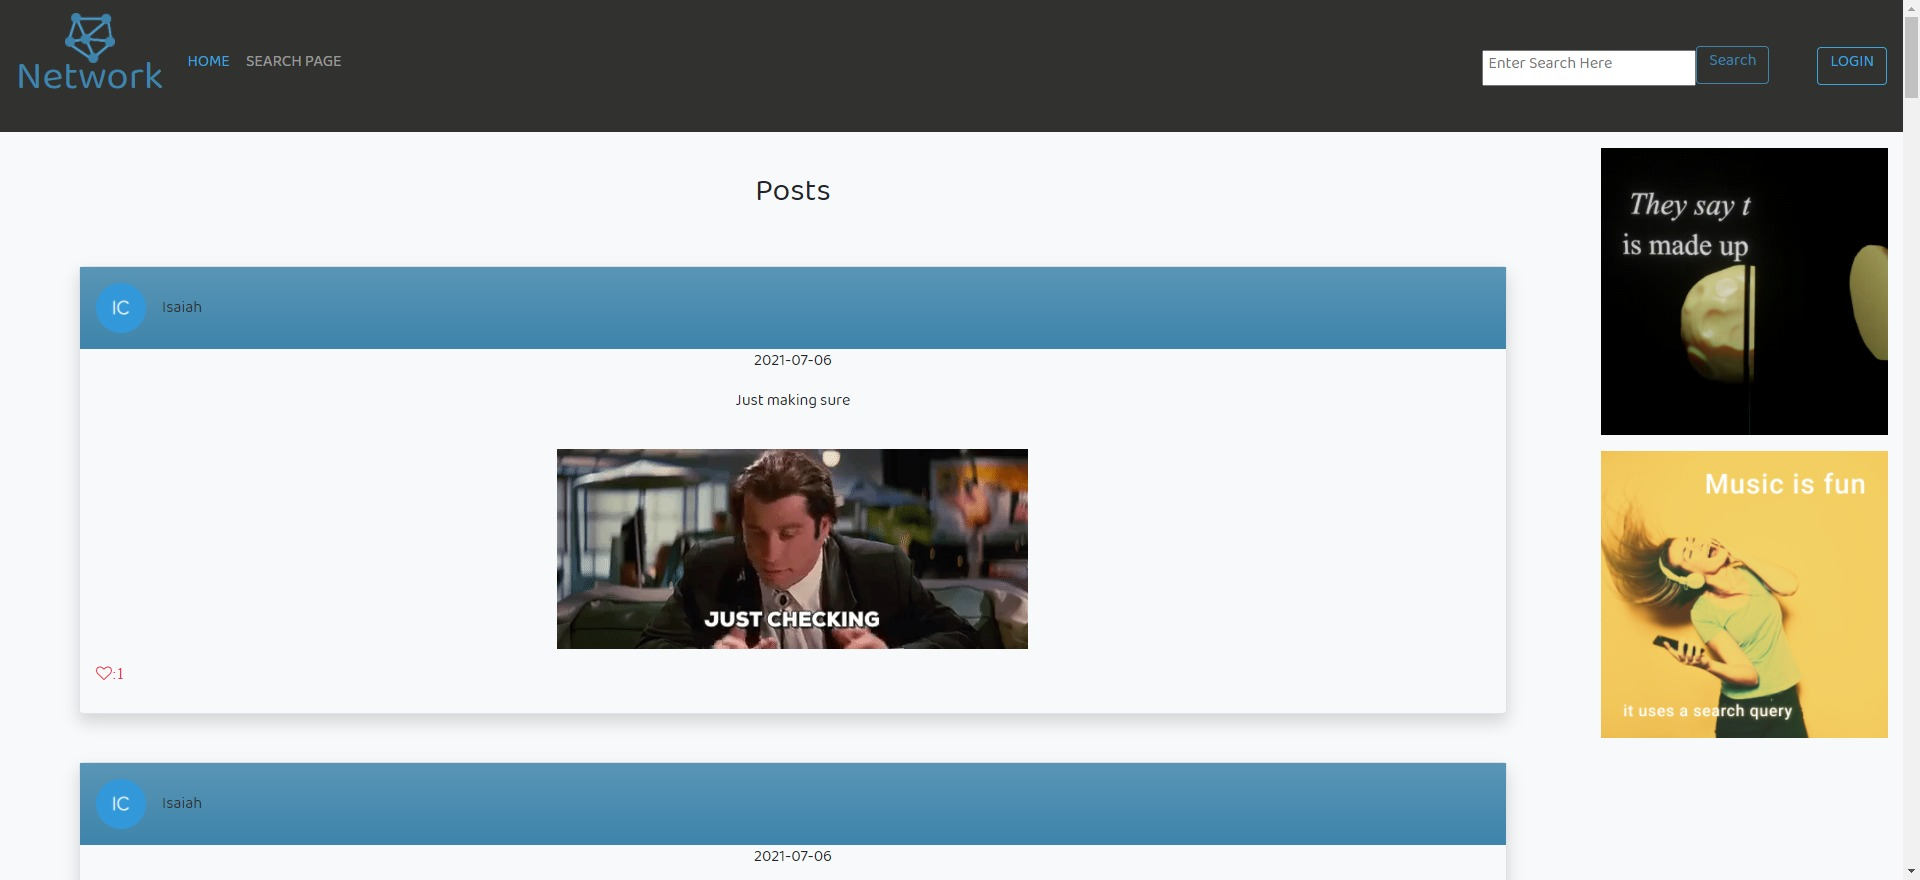 Network
HOME
SEARCH PAGE
Enter Search Here
Search
LOGIN
Posts
IC
Isaiah
2021-07-06
Just making sure
JUST CHECKING
:1
IC
Isaiah
2021-07-06
They say t
is made up
Music is fun
it uses a search query